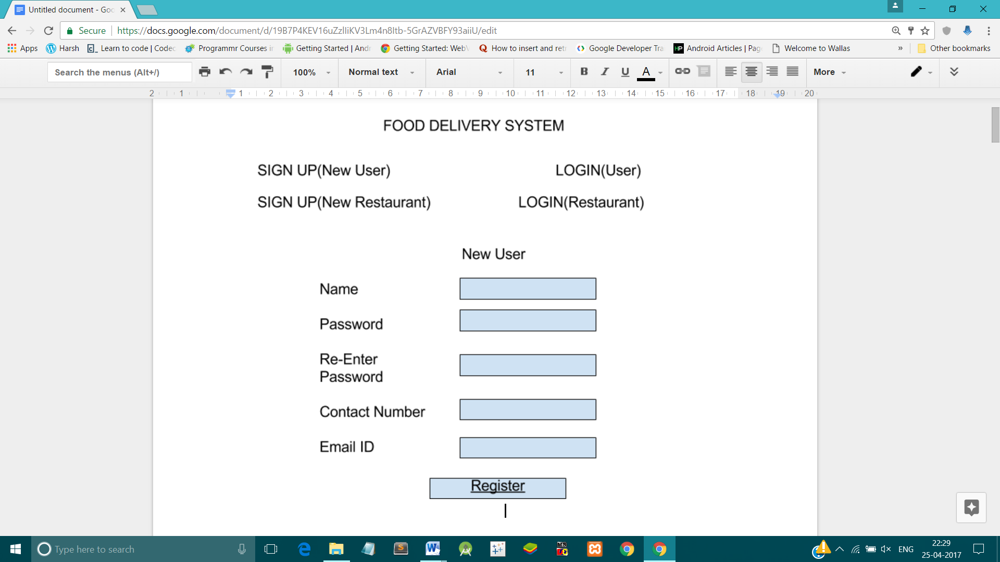 Untitled document - Goo
Secure
https://docs.google.com/document/d/19B7P4KEV16uZzlIiKV3Lm4n8Itb-5GrAZVBFY93aiiU/edit
Apps Harsh Learn to code | Codec Programmr Courses in Getting Started | Andr Getting Started: WebV How to insert and retr Google Developer Tra HP Android Articles | Page Welcome to Wallas » Other bookmarks
Search the menus (Alt+/) 100% Normal text Arial 11 B I U A More
2 1 1 2 3 4 5 6 7 8 9 10 11 12 13 14 15 16 17 18 19 20
FOOD DELIVERY SYSTEM
SIGN UP(New User) LOGIN(User)
SIGN UP(New Restaurant) LOGIN(Restaurant)
New User
Name
Password
Re-Enter
Password
Contact Number
Email ID
Register
Type here to search
ENG
22:29
25-04-2017